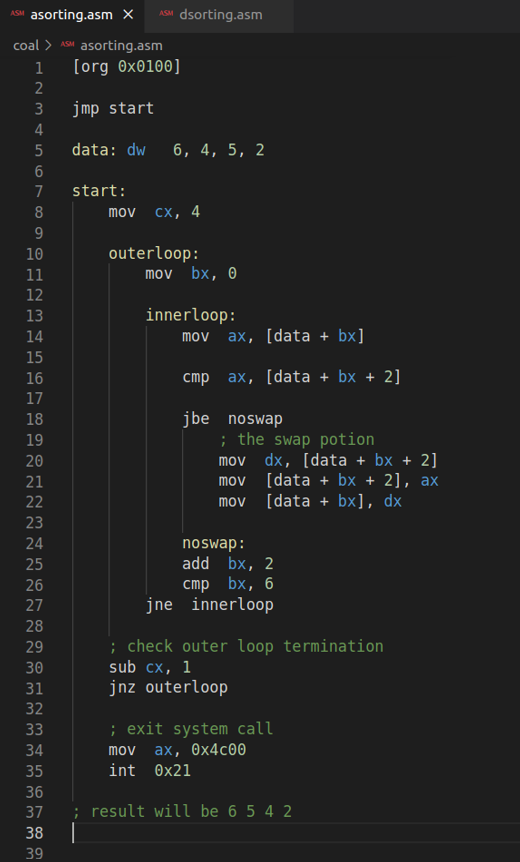 ASM asorting.asm × ASM dsorting.asm
coal > ASM asorting.asm
1 [org 0x0100]
2
3 jmp start
4
5 data: dw   6, 4, 5, 2
6
7 start:
8     mov  cx, 4
9
10     outerloop:
11         mov  bx, 0
12
13         innerloop:
14             mov  ax, [data + bx]
15
16             cmp  ax, [data + bx + 2]
17
18             jbe  noswap
19                 ; the swap potion
20                 mov  dx, [data + bx + 2]
21                 mov  [data + bx + 2], ax
22                 mov  [data + bx], dx
23
24             noswap:
25             add  bx, 2
26             cmp  bx, 6
27         jne  innerloop
28
29     ; check outer loop termination
30     sub cx, 1
31     jnz outerloop
32
33     ; exit system call
34     mov  ax, 0x4c00
35     int  0x21
36
37 ; result will be 6 5 4 2
38
39